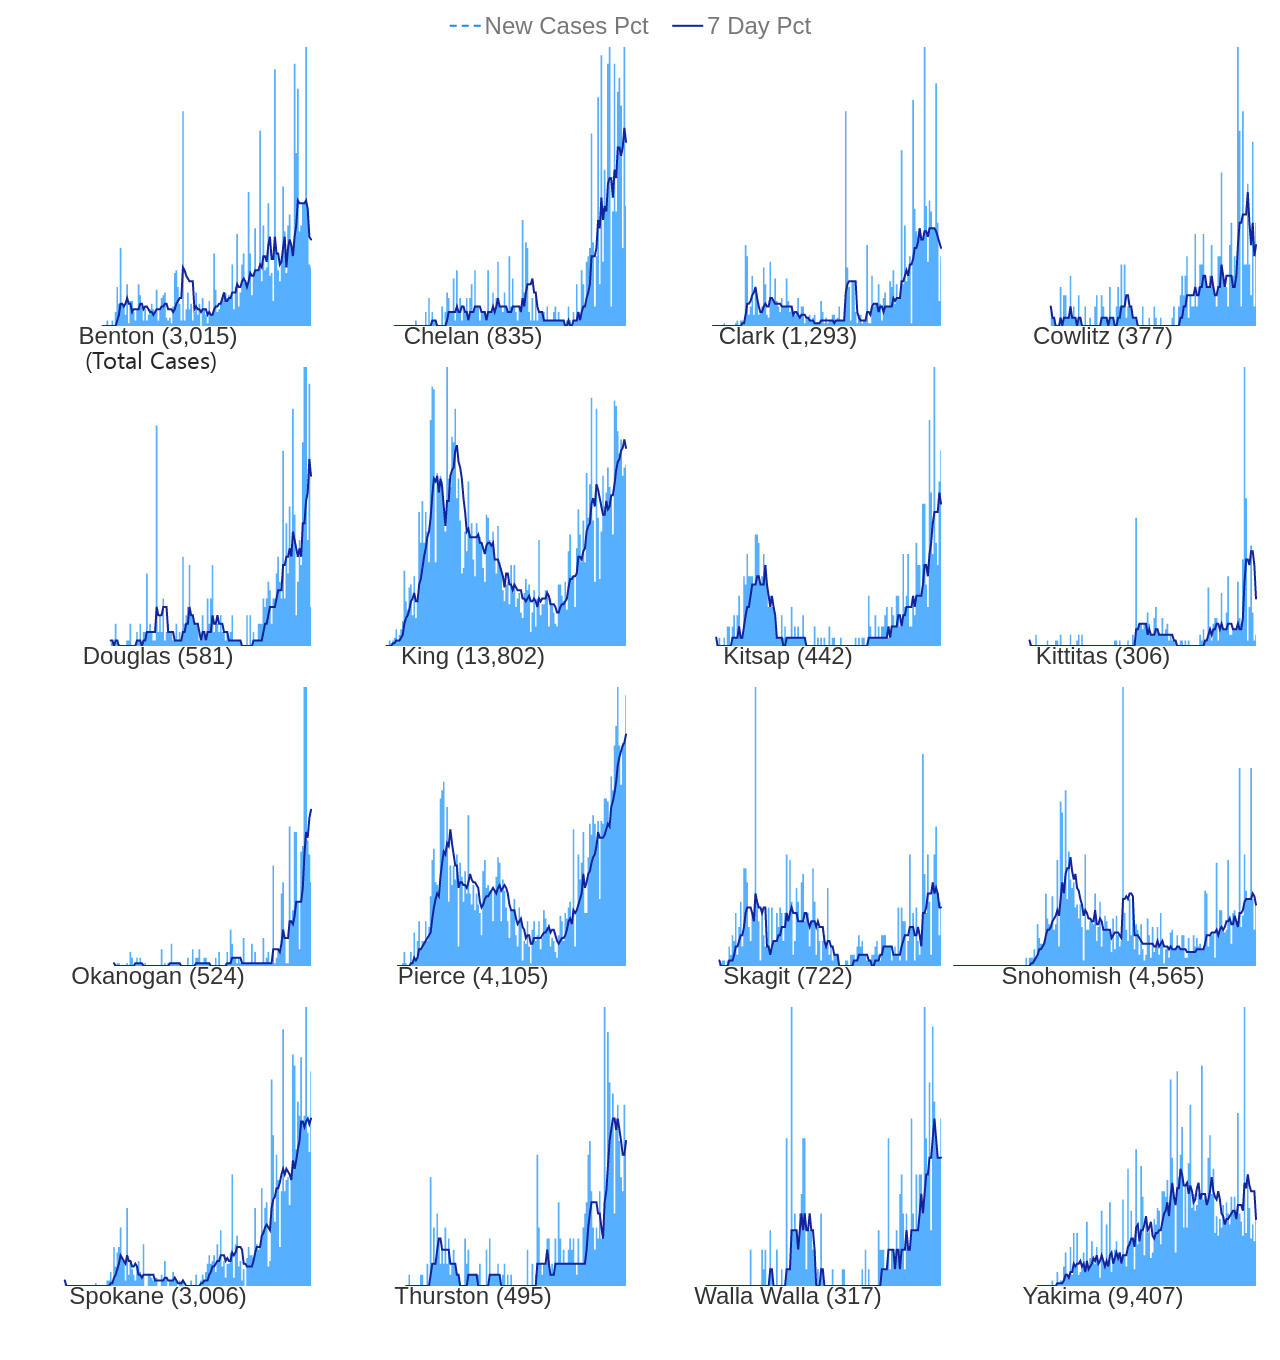 New Cases Pct 7 Day Pct
Benton (3,015) Chelan (835) Clark (1,293) Cowlitz (377)
(Total Cases)
Douglas (581) King (13,802) Kitsap (442) Kittitas (306)
Okanogan (524) Pierce (4,105) Skagit (722) Snohomish (4,565)
Spokane (3,006) Thurston (495) Walla Walla (317) Yakima (9,407)